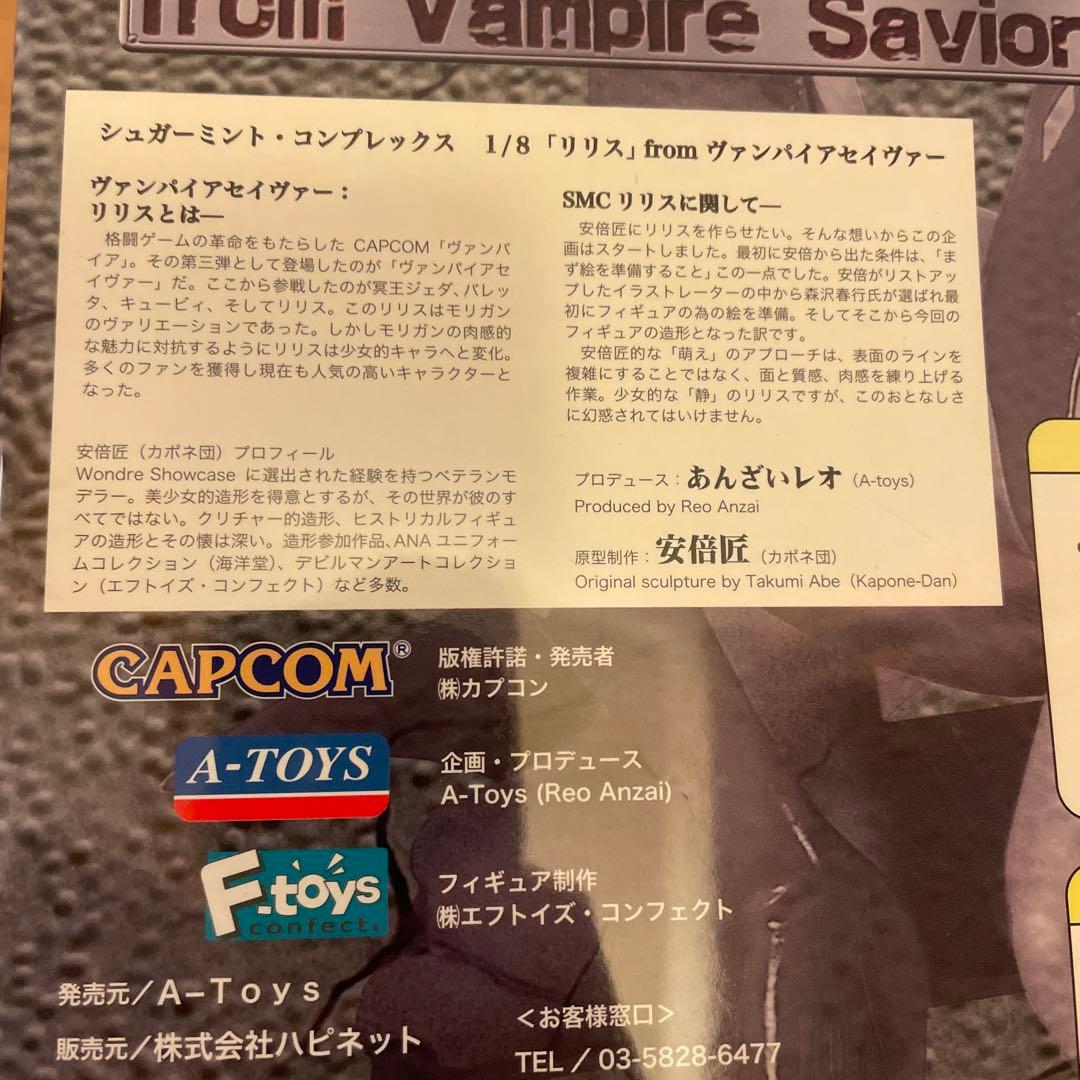 from Vampire Savior
シュガーミント・コンプレックス 1/8「リリス」from ヴァンパイアセイヴァー
ヴァンパイアセイヴァー：
リリスとは―
格闘ゲームの革命をもたらした CAPCOM「ヴァンパ
イア」。その第三弾として登場したのが「ヴァンパイアセ
イヴァー」だ。ここから参戦したのが冥王ジェダ、バレッ
タ、キュービィ、そしてリリス。このリリスはモリガン
のヴァリエーションであった。しかしモリガンの肉感的
な魅力に対抗するようにリリスは少女的キャラへと変化。
多くのファンを獲得し現在も人気の高いキャラクターと
なった。
安倍匠（カポネ団）プロフィール
Wondre Showcase に選出された経験を持つベテランモ
デラー。美少女的造形を得意とするが、その世界が彼のす
べてではない。クリチャー的造形、ヒストリカルフィギュ
アの造形とその懐は深い。造形参加作品、ANA ユニフォー
ムコレクション（海洋堂）、デビルマンアートコレクショ
ン（エフトイズ・コンフェクト）など多数。
SMC リリスに関して―
安倍匠にリリスを作らせたい。そんな想いからこの企
画はスタートしました。最初に安倍から出た条件は、「ま
ず絵を準備すること」この一点でした。安倍がリストアッ
プしたイラストレーターの中から森沢春行氏が選ばれ最
初にフィギュアの為の絵を準備。そしてそこから今回の
フィギュアの造形となった訳です。
安倍匠的な「萌え」のアプローチは、表面のラインを
複雑にすることではなく、面と質感、肉感を練り上げる
作業。少女的な「静」のリリスですが、このおとなしさ
に幻惑されてはいけません。
プロデュース：あんざいレオ（A-toys）
Produced by Reo Anzai
原型制作：安倍匠（カポネ団）
Original sculpture by Takumi Abe（Kapone-Dan）
CAPCOM®
版権許諾・発売者
㈱カプコン
A-TOYS
企画・プロデュース
A-Toys (Reo Anzai)
F-toys
confect.
フィギュア制作
㈱エフトイズ・コンフェクト
発売元／A−Toys
販売元／株式会社ハピネット
＜お客様窓口＞
TEL／03-5828-6477